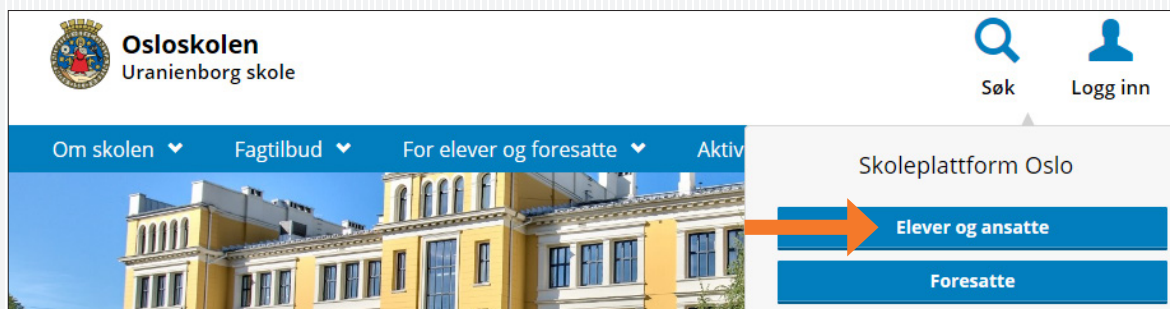 Osloskolen
Uranienborg skole
Søk
Logg inn
Om skolen
Fagtilbud
For elever og foresatte
Aktiv
Skoleplattform Oslo
Elever og ansatte
Foresatte